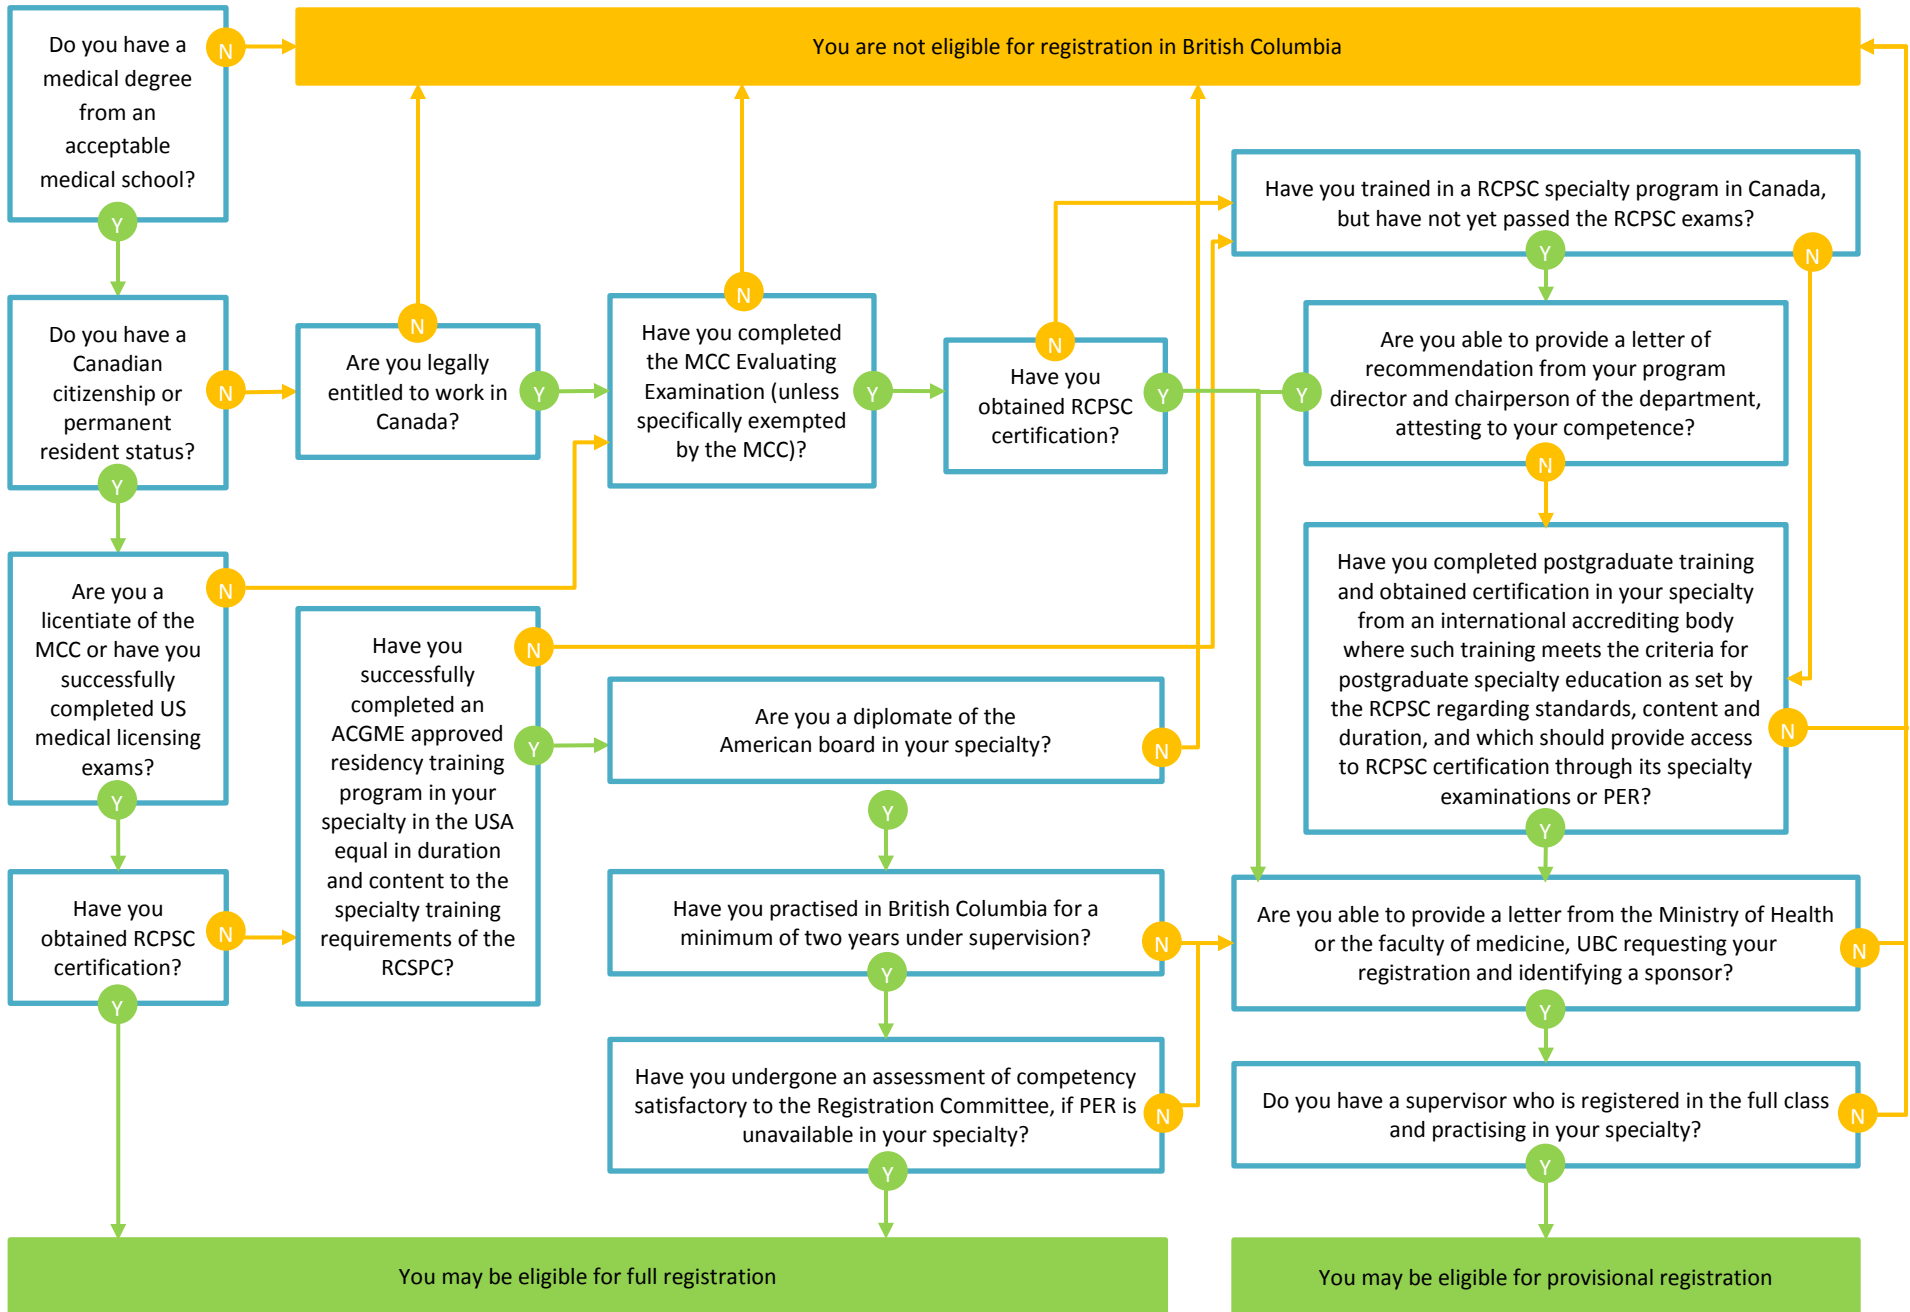 Do you have a
medical degree
from an
acceptable
medical school?
N
Y
You are not eligible for registration in British Columbia
Do you have a
Canadian
citizenship or
permanent
resident status?
N
Y
Are you legally
entitled to work in
Canada?
N
Y
Have you completed
the MCC Evaluating
Examination (unless
specifically exempted
by the MCC)?
N
Y
Have you
obtained RCPSC
certification?
N
Y
Have you trained in a RCPSC specialty program in Canada,
but have not yet passed the RCPSC exams?
Y
N
Are you able to provide a letter of
recommendation from your program
director and chairperson of the department,
attesting to your competence?
Y
N
Have you completed postgraduate training
and obtained certification in your specialty
from an international accrediting body
where such training meets the criteria for
postgraduate specialty education as set by
the RCPSC regarding standards, content and
duration, and which should provide access
to RCPSC certification through its specialty
examinations or PER?
N
Y
Are you a
licentiate of the
MCC or have you
successfully
completed US
medical licensing
exams?
N
Y
Have you
obtained RCPSC
certification?
N
Y
Have you
successfully
completed an
ACGME approved
residency training
program in your
specialty in the USA
equal in duration
and content to the
specialty training
requirements of the
RCSPC?
N
Y
Are you a diplomate of the
American board in your specialty?
N
Y
Have you practised in British Columbia for a
minimum of two years under supervision?
N
Y
Have you undergone an assessment of competency
satisfactory to the Registration Committee, if PER is
unavailable in your specialty?
N
Y
Are you able to provide a letter from the Ministry of Health
or the faculty of medicine, UBC requesting your
registration and identifying a sponsor?
N
Y
Do you have a supervisor who is registered in the full class
and practising in your specialty?
N
Y
You may be eligible for full registration
You may be eligible for provisional registration